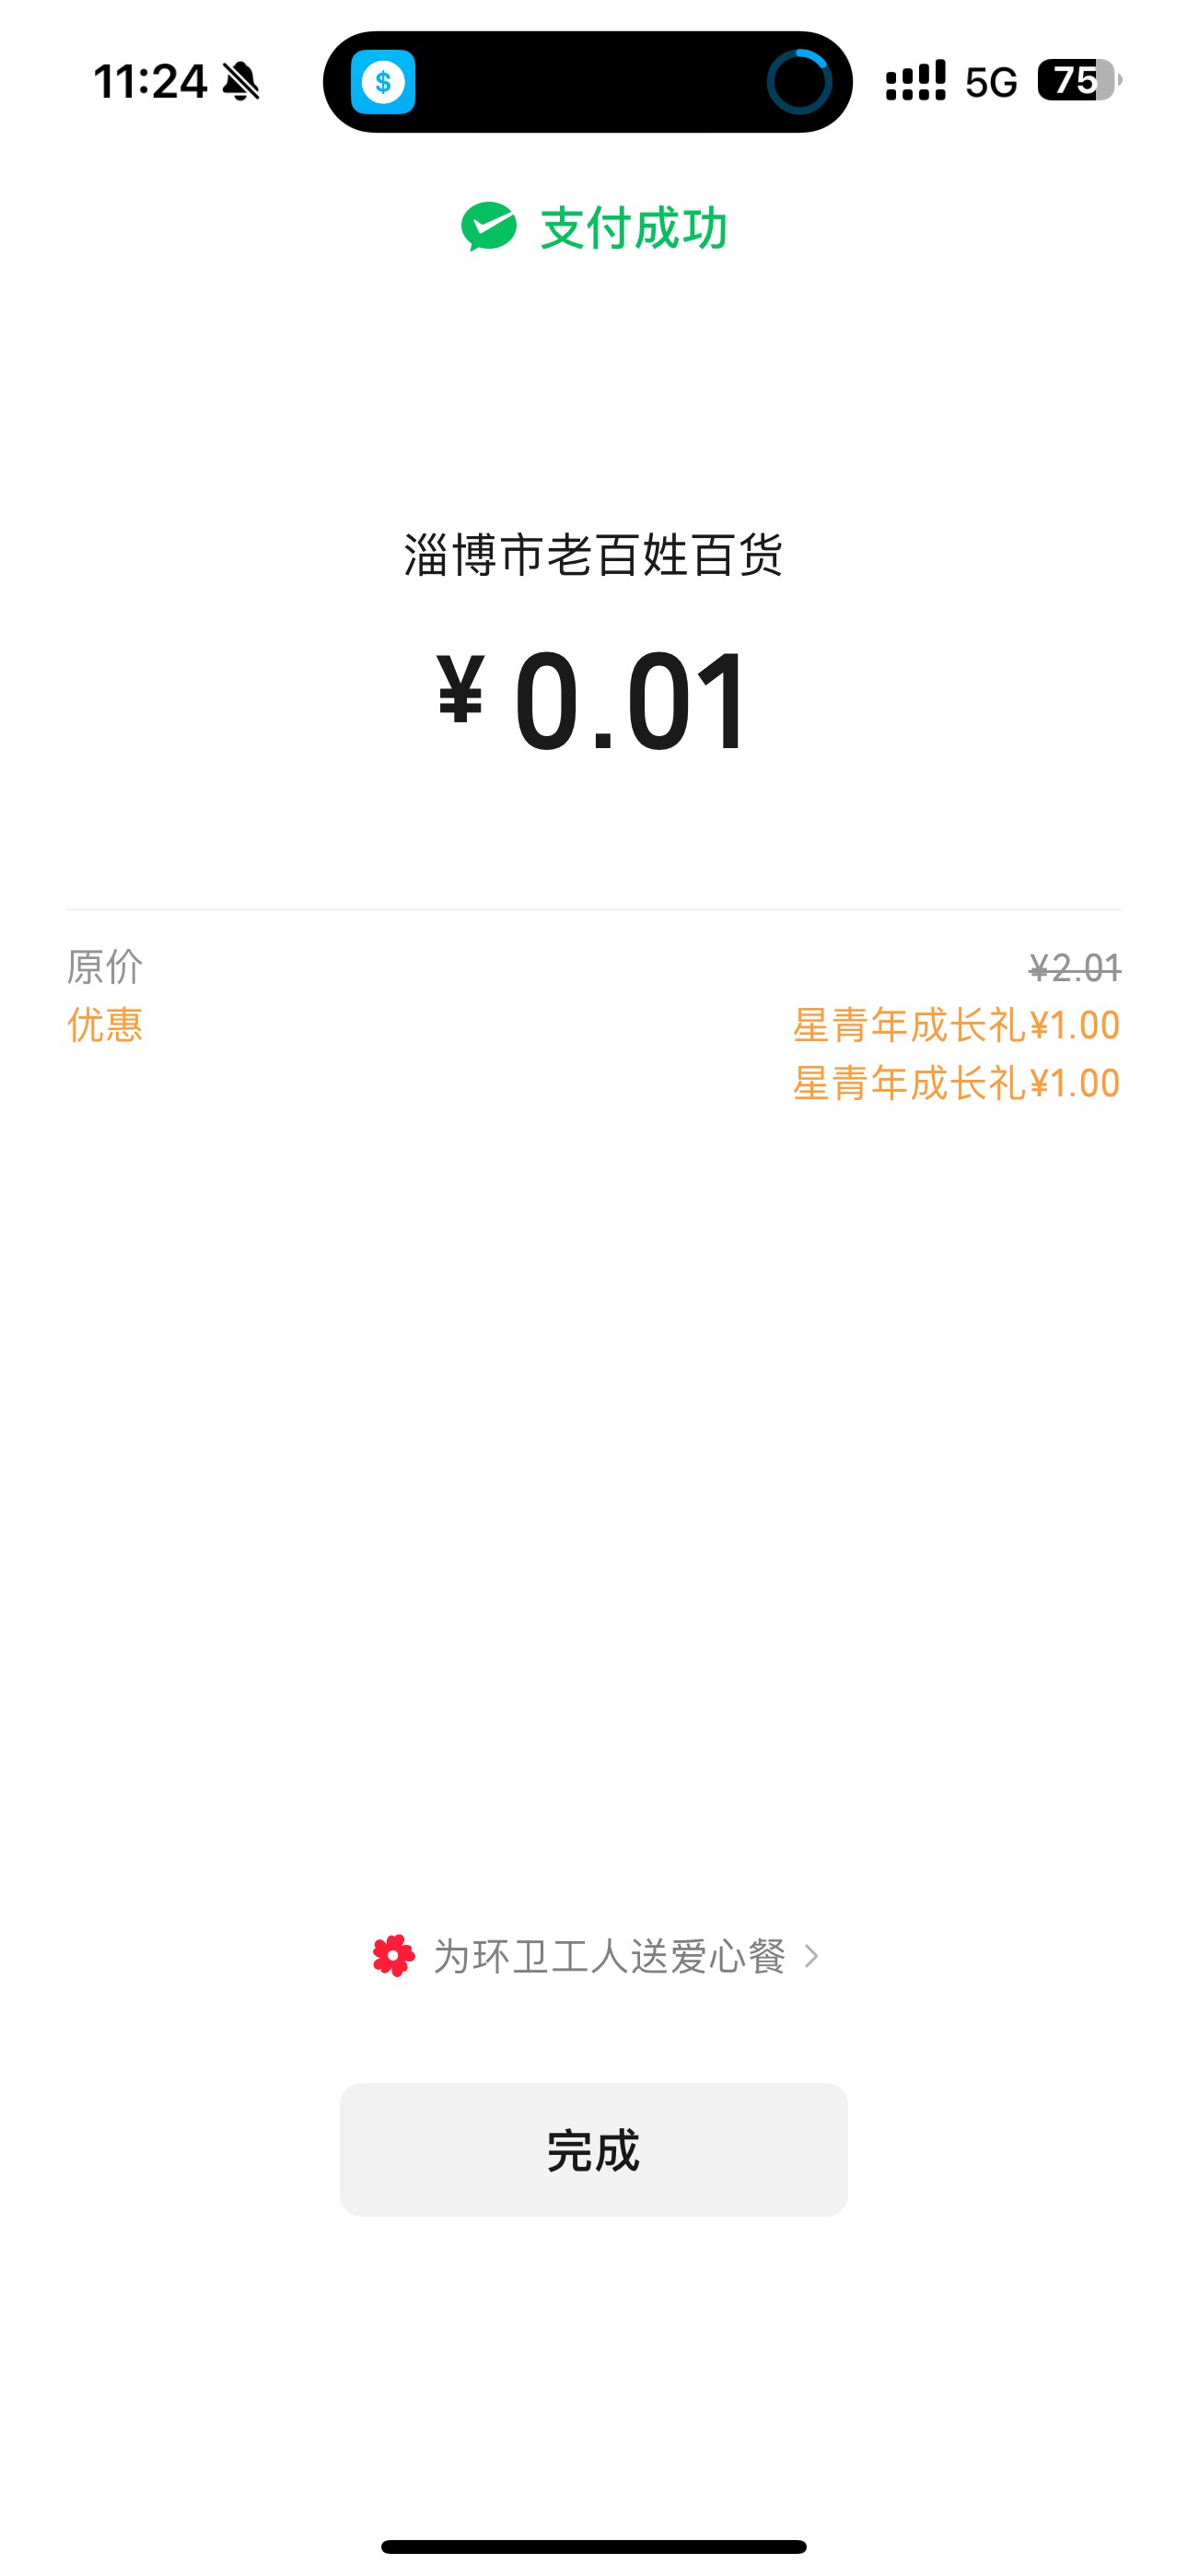 11:24 5G 75
$
支付成功
淄博市老百姓百货
¥0.01
原价 ¥2.01
优惠 星青年成长礼¥1.00
星青年成长礼¥1.00
为环卫工人送爱心餐
完成